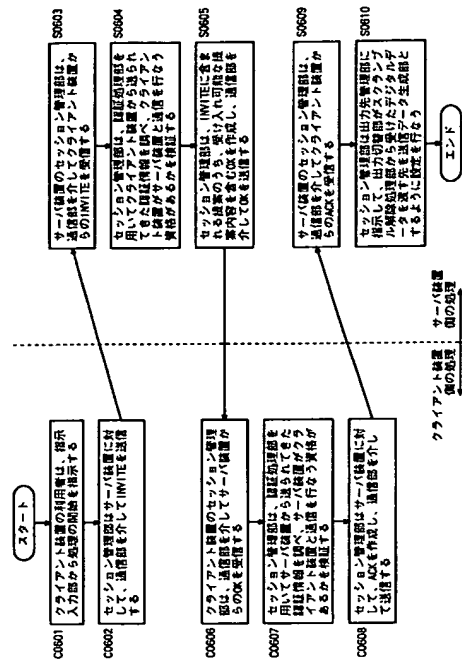 スタート
C0601
クライアント装置の利用者は、指示
入力部から処理の開始を指示する
C0602
セッション管理部はサーバ装置に対
して、通信部を介してINVITEを送信
する
S0603
サーバ装置のセッション管理部は、
通信部を介してクライアント装置か
らのINVITEを受信する
S0604
セッション管理部は、認証処理部を
用いてクライアント装置から送られ
てきた認証情報を調べ、クライアン
ト装置がサーバ装置と通信を行なう
資格があるかを検証する
S0605
セッション管理部は、INVITEに含ま
れる提案のうち、受け入れ可能な提
案内容を含むOKを作成し、通信部を
介してOKを送信する
C0606
クライアント装置のセッション管理
部は、通信部を介してサーバ装置か
らのOKを受信する
C0607
セッション管理部は、認証処理部を
用いてサーバ装置から送られてきた
認証情報を調べ、サーバ装置がクラ
イアント装置と通信を行なう資格が
あるかを検証する
C0608
セッション管理部はサーバ装置に対
して、ACKを作成し、通信部を介し
て送信する
S0609
サーバ装置のセッション管理部は、
通信部を介してクライアント装置か
らのACKを受信する
S0610
セッション管理部は出力先管理部に
指示して、出力切替部がスクランブ
ル解除処理部から受けたデジタルデ
ータを渡す先を送信データ生成部と
するように設定を行なう
エンド
クライアント装置
側の処理
サーバ装置
側の処理